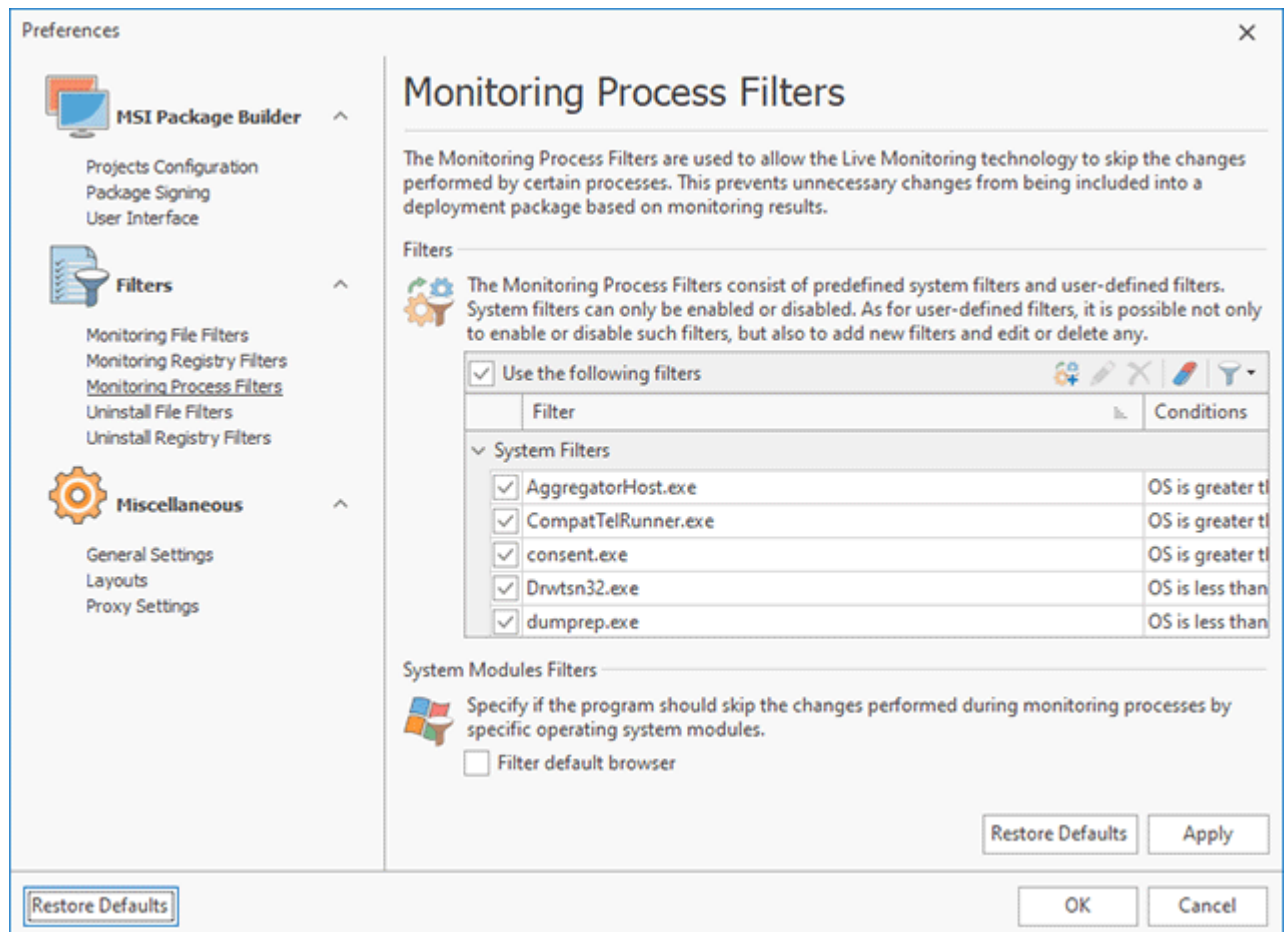 Preferences
MSI Package Builder
Projects Configuration
Package Signing
User Interface
Filters
Monitoring File Filters
Monitoring Registry Filters
Monitoring Process Filters
Uninstall File Filters
Uninstall Registry Filters
Miscellaneous
General Settings
Layouts
Proxy Settings
Monitoring Process Filters
The Monitoring Process Filters are used to allow the Live Monitoring technology to skip the changes
performed by certain processes. This prevents unnecessary changes from being included into a
deployment package based on monitoring results.
Filters
The Monitoring Process Filters consist of predefined system filters and user-defined filters.
System filters can only be enabled or disabled. As for user-defined filters, it is possible not only
to enable or disable such filters, but also to add new filters and edit or delete any.
Use the following filters
Filter Conditions
System Filters
AggregatorHost.exe OS is greater
CompatTelRunner.exe OS is greater
consent.exe OS is greater
Drwtsn32.exe OS is less than
dumprep.exe OS is less than
System Modules Filters
Specify if the program should skip the changes performed during monitoring processes by
specific operating system modules.
Filter default browser
Restore Defaults Apply
Restore Defaults OK Cancel